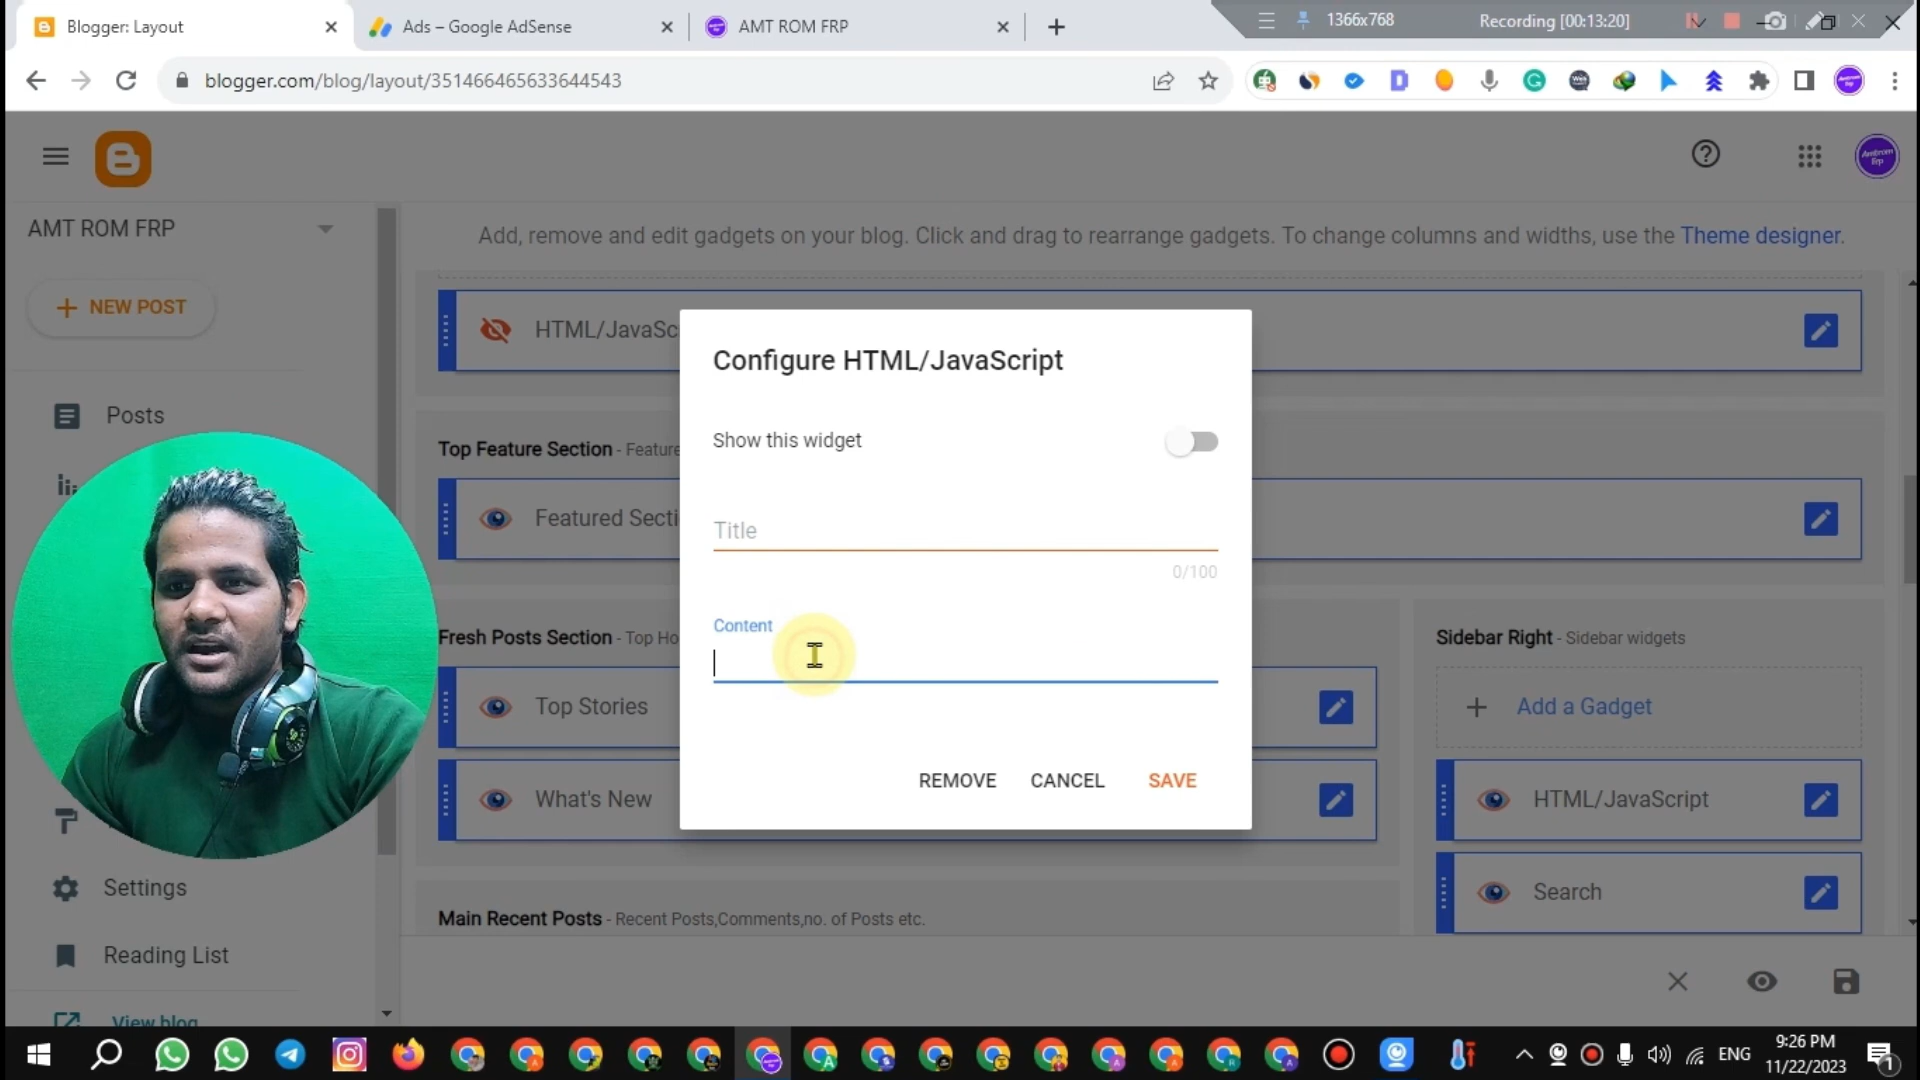 Blogger: Layout
Ads – Google AdSense
AMT ROM FRP
1366x768
Recording [00:13:20]
blogger.com/blog/layout/351466465633644543
AMT ROM FRP
NEW POST
Posts
Settings
Reading List
View blog
Add, remove and edit gadgets on your blog. Click and drag to rearrange gadgets. To change columns and widths, use the Theme designer.
HTML/JavaSc
Top Feature Section - Feature
Featured Secti
Fresh Posts Section - Top Ho
Top Stories
What's New
Main Recent Posts - Recent Posts,Comments,no. of Posts etc.
Sidebar Right - Sidebar widgets
Add a Gadget
HTML/JavaScript
Search
Configure HTML/JavaScript
Show this widget
Title
0/100
Content
REMOVE CANCEL SAVE
ENG
9:26 PM
11/22/2023
1